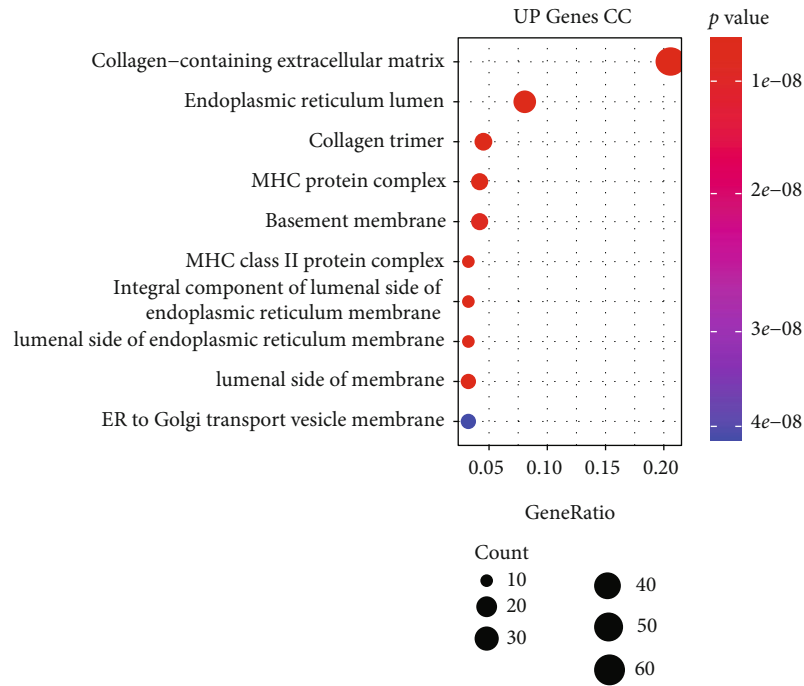 UP Genes CC
p value
Collagen−containing extracellular matrix
Endoplasmic reticulum lumen
Collagen trimer
MHC protein complex
Basement membrane
MHC class II protein complex
Integral component of lumenal side of
endoplasmic reticulum membrane
lumenal side of endoplasmic reticulum membrane
lumenal side of membrane
ER to Golgi transport vesicle membrane
1e−08
2e−08
3e−08
4e−08
0.05 0.10 0.15 0.20
GeneRatio
Count
10
20
30
40
50
60